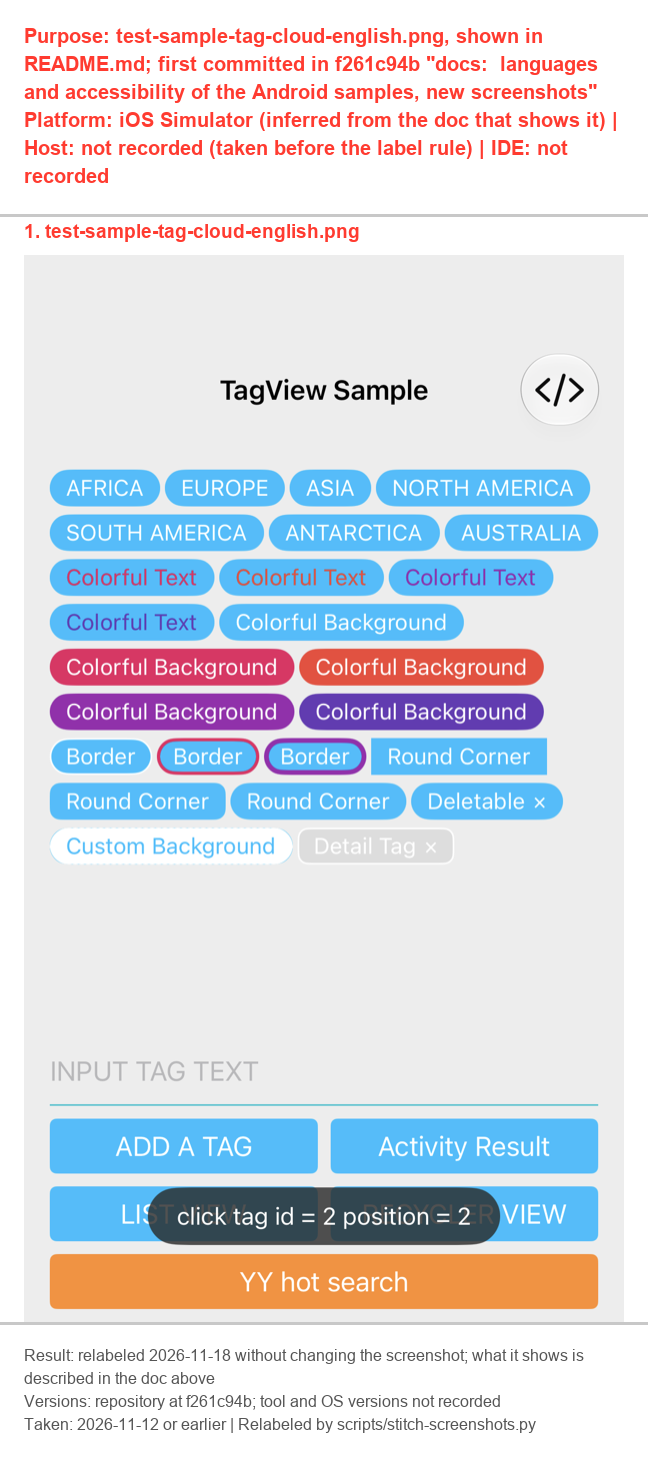 Purpose: test-sample-tag-cloud-english.png, shown in
README.md; first committed in f261c94b "docs:  languages
and accessibility of the Android samples, new screenshots"
Platform: iOS Simulator (inferred from the doc that shows it) |
Host: not recorded (taken before the label rule) | IDE: not
recorded
1. test-sample-tag-cloud-english.png
TagView Sample </>
AFRICA EUROPE ASIA NORTH AMERICA
SOUTH AMERICA ANTARCTICA AUSTRALIA
Colorful Text Colorful Text Colorful Text
Colorful Text Colorful Background
Colorful Background Colorful Background
Colorful Background Colorful Background
Border Border Border Round Corner
Round Corner Round Corner Deletable ×
Custom Background Detail Tag ×
INPUT TAG TEXT
ADD A TAG Activity Result
LIST VIEW RECYCLER VIEW
click tag id = 2 position = 2
YY hot search
Result: relabeled 2026-11-18 without changing the screenshot; what it shows is
described in the doc above
Versions: repository at f261c94b; tool and OS versions not recorded
Taken: 2026-11-12 or earlier | Relabeled by scripts/stitch-screenshots.py